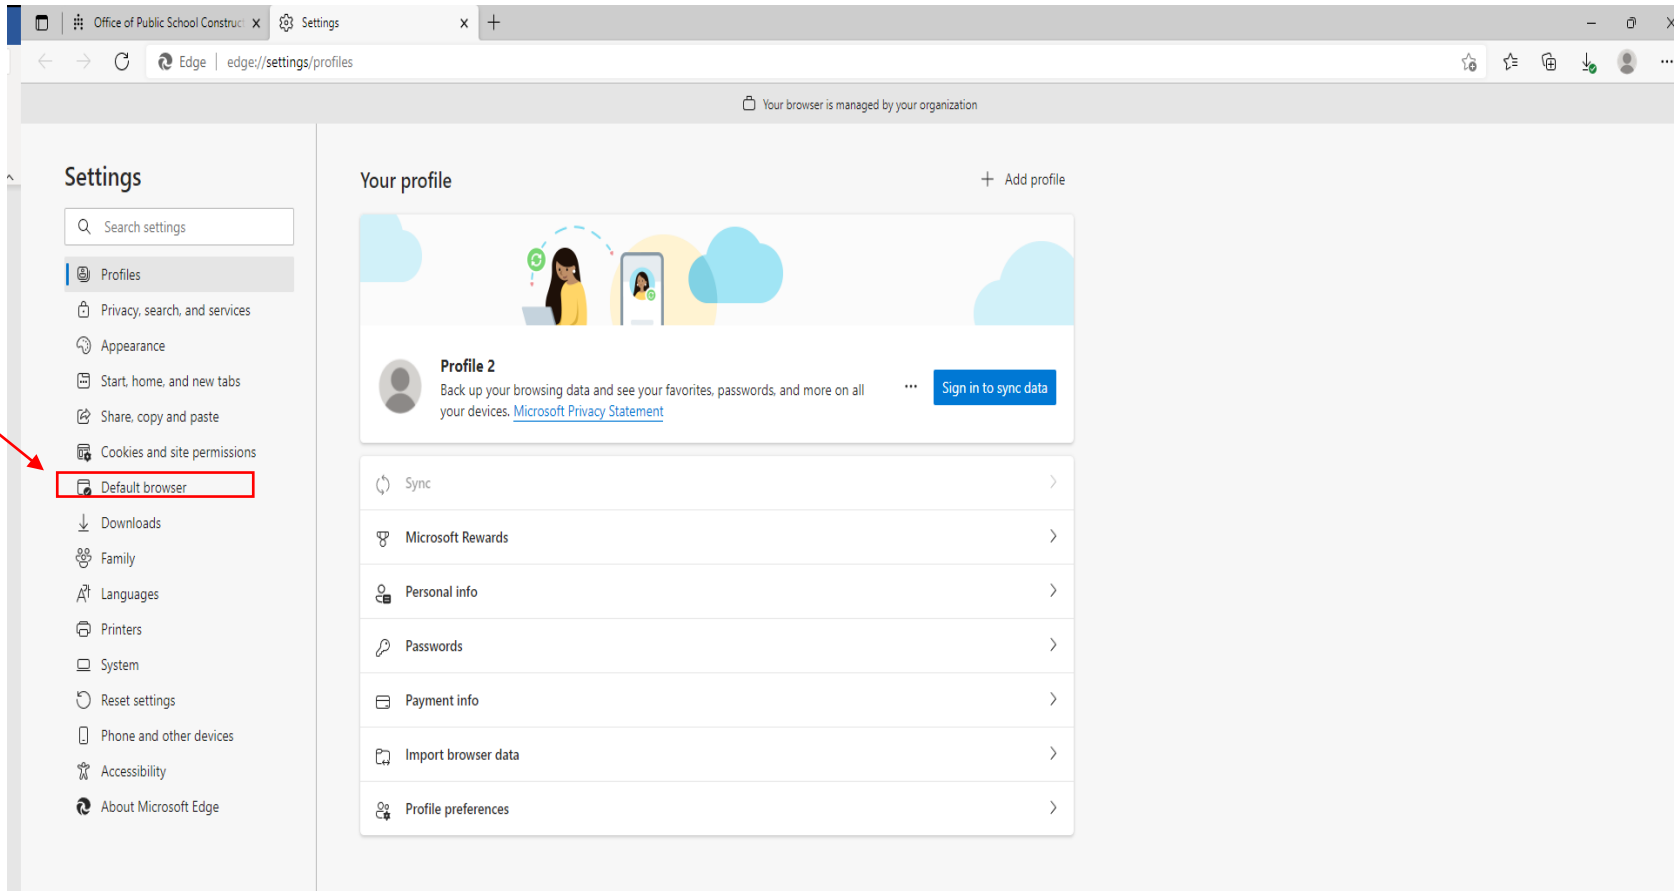 Office of Public School Construct
Settings
Edge
edge://settings/profiles
Your browser is managed by your organization
Settings
Search settings
Profiles
Privacy, search, and services
Appearance
Start, home, and new tabs
Share, copy and paste
Cookies and site permissions
Default browser
Downloads
Family
Languages
Printers
System
Reset settings
Phone and other devices
Accessibility
About Microsoft Edge
Your profile
Add profile
Profile 2
Back up your browsing data and see your favorites, passwords, and more on all
your devices. Microsoft Privacy Statement
Sign in to sync data
Sync
Microsoft Rewards
Personal info
Passwords
Payment info
Import browser data
Profile preferences